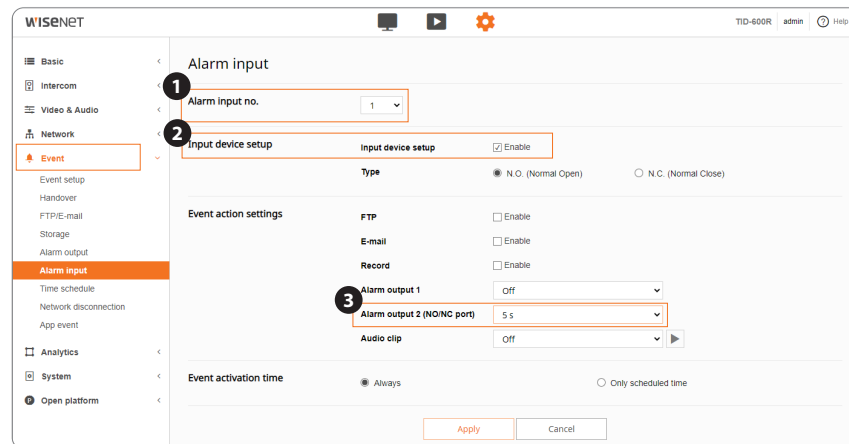 WISENET
TID-600R admin ? Help
Basic
Intercom
Video & Audio
Network
Event
Event setup
Handover
FTP/E-mail
Storage
Alarm output
Alarm input
Time schedule
Network disconnection
App event
Analytics
System
Open platform
Alarm input
1
Alarm input no. 1
2
Input device setup Input device setup Enable
Type N.O. (Normal Open) N.C. (Normal Close)
Event action settings FTP Enable
E-mail Enable
Record Enable
Alarm output 1 Off
3
Alarm output 2 (NO/NC port) 5 s
Audio clip Off
Event activation time Always Only scheduled time
Apply Cancel